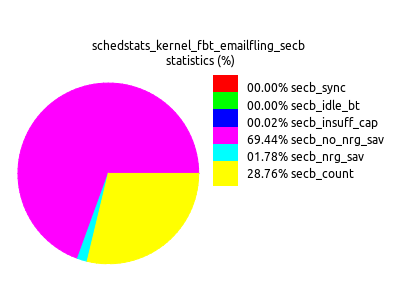 schedstats_kernel_fbt_emailfling_secb
statistics (%)
00.00% secb_sync
00.00% secb_idle_bt
00.02% secb_insuff_cap
69.44% secb_no_nrg_sav
01.78% secb_nrg_sav
28.76% secb_count